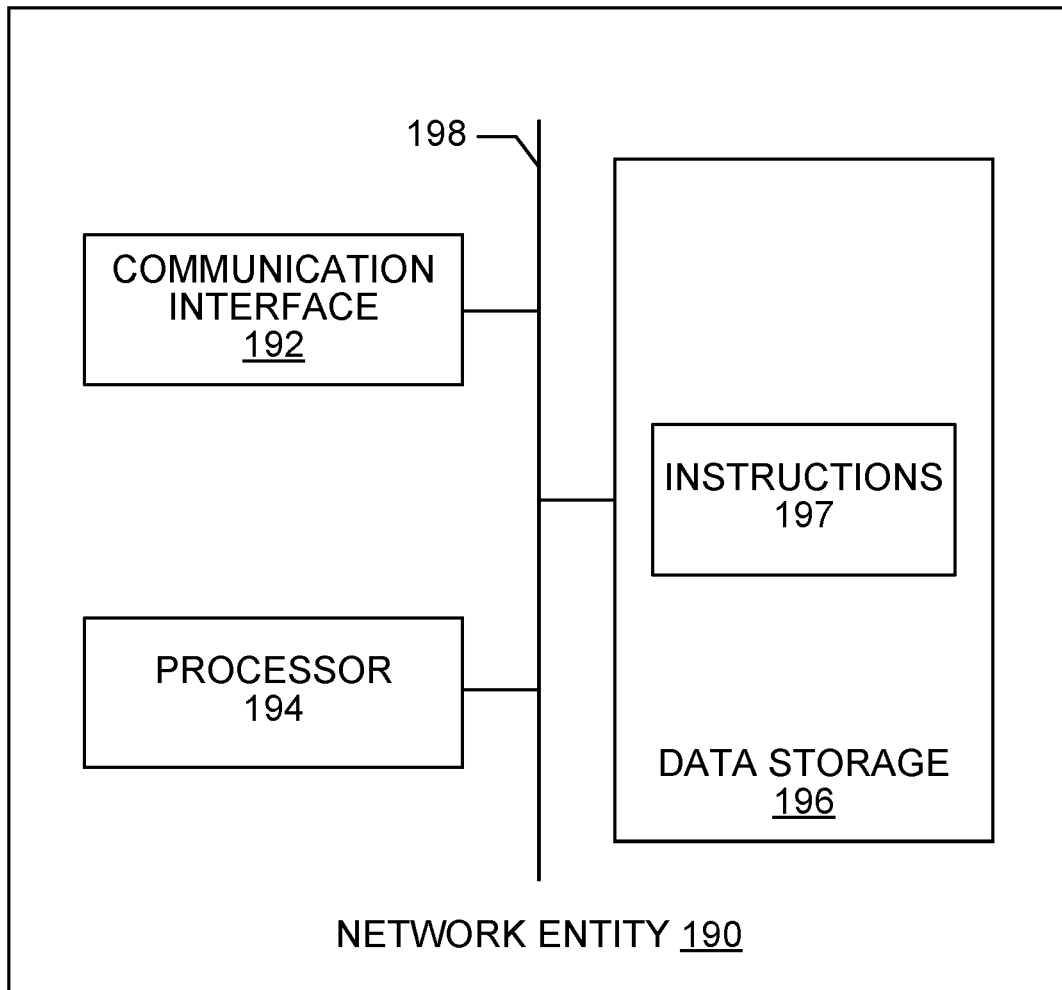 198
COMMUNICATION
INTERFACE
192
INSTRUCTIONS
197
PROCESSOR
194
DATA STORAGE
196
NETWORK ENTITY 190